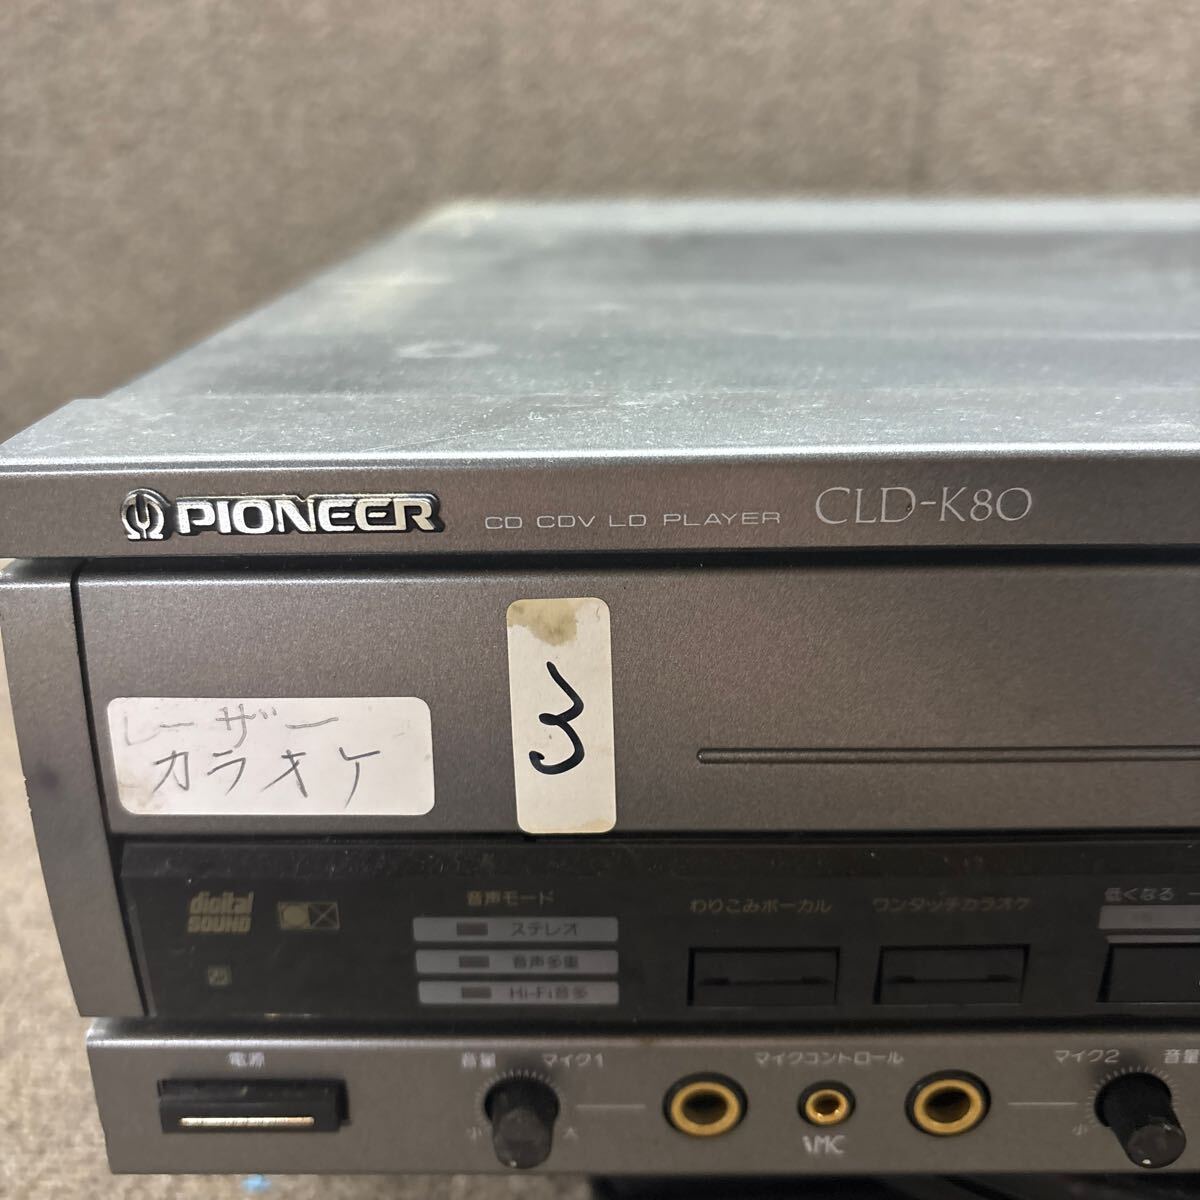 PIONEER
CD CDV LD PLAYER CLD-K80
3
レーザー
カラオケ
digital SOUND
音声モード
わりこみボーカル
ワンタッチカラオケ
低くなる
ステレオ
音声多重
Hi-Fi音多
電源
音量
マイク1
マイクコントロール
マイク2
音量
小
大
小